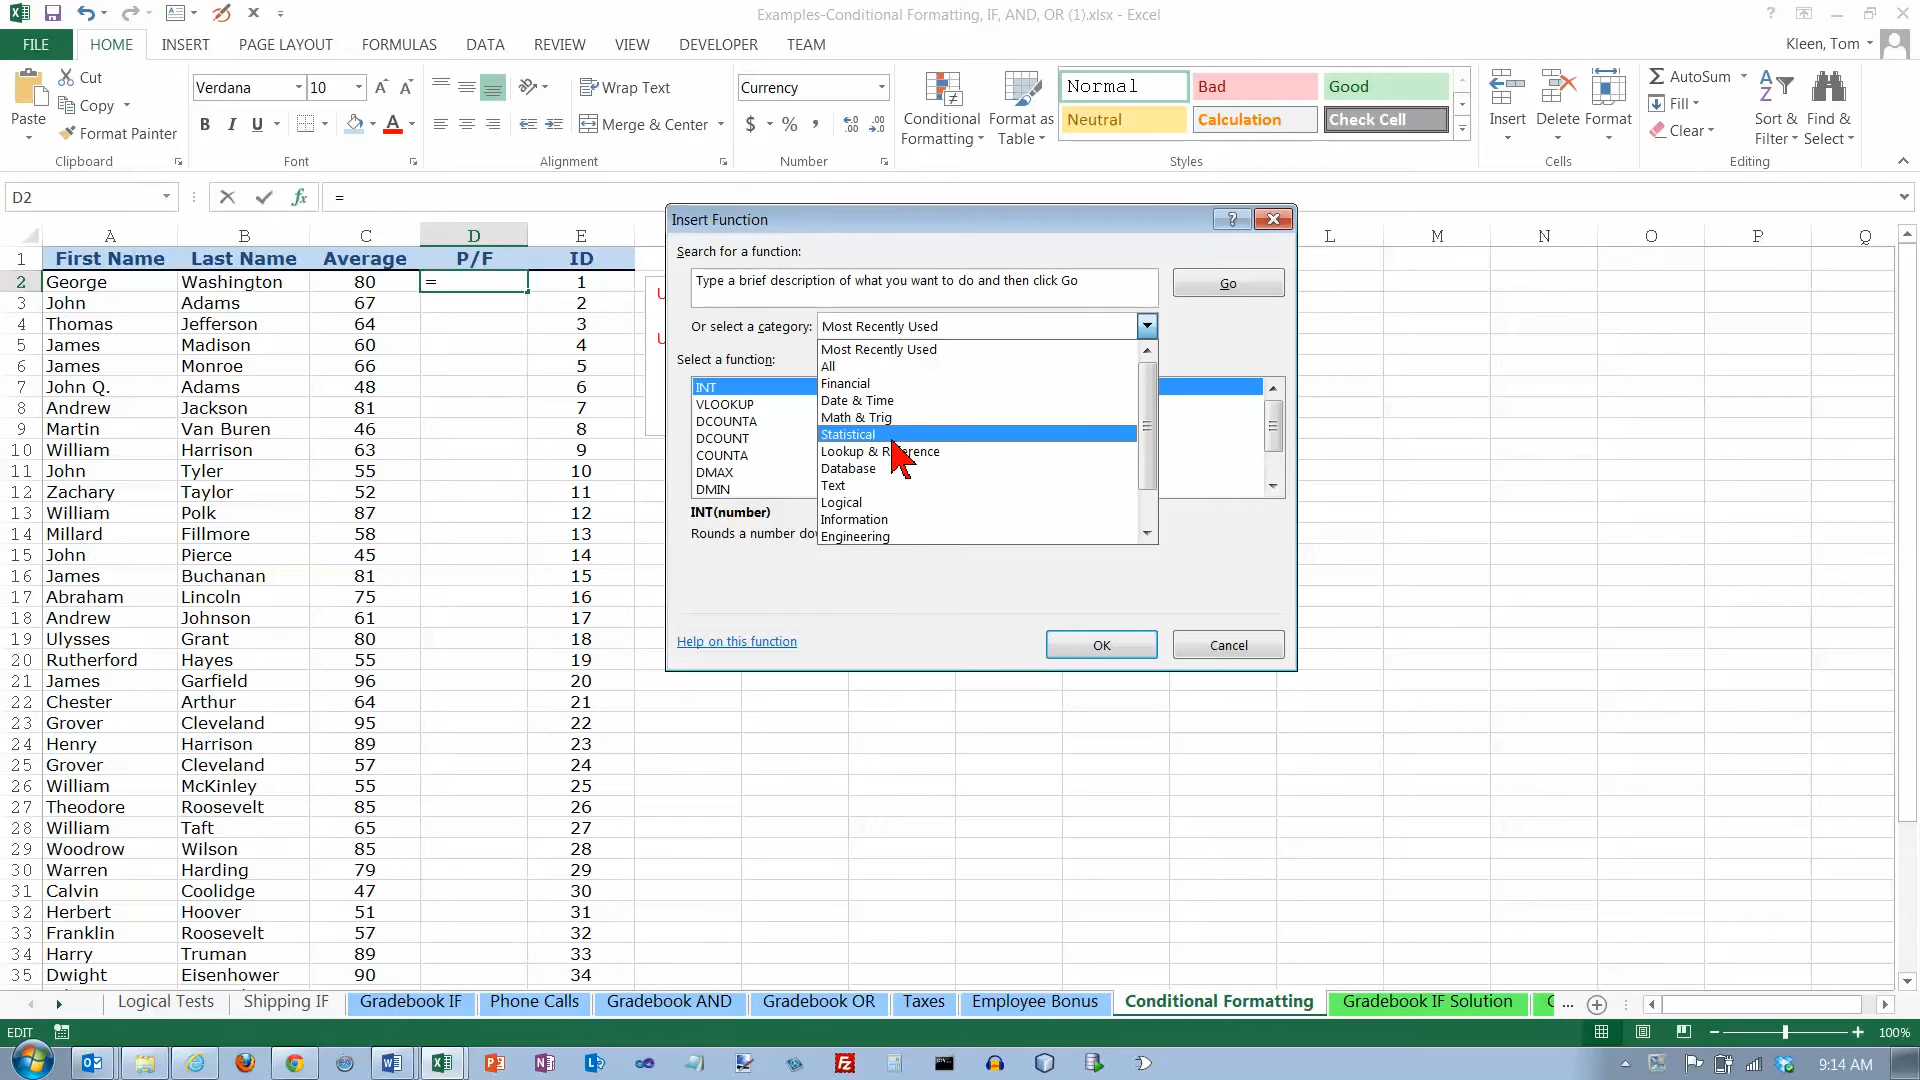 Examples-Conditional Formatting, IF, AND, OR (1).xlsx - Excel
FILE HOME INSERT PAGE LAYOUT FORMULAS DATA REVIEW VIEW DEVELOPER TEAM Kleen, Tom
Paste Cut Copy Format Painter Clipboard
Verdana 10 B I U A Font
Wrap Text Merge & Center Alignment
Currency $ % , Number
Conditional Formatting Format as Table
Normal Bad Good
Neutral Calculation Check Cell
Styles
Insert Delete Format Cells
AutoSum Fill Clear Sort & Filter Find & Select Editing
D2 fx =
A B C D E L M N O P Q
1 First Name Last Name Average P/F ID
2 George Washington 80 = 1
3 John Adams 67 2
4 Thomas Jefferson 64 3
5 James Madison 60 4
6 James Monroe 66 5
7 John Q. Adams 48 6
8 Andrew Jackson 81 7
9 Martin Van Buren 46 8
10 William Harrison 63 9
11 John Tyler 55 10
12 Zachary Taylor 52 11
13 William Polk 87 12
14 Millard Fillmore 58 13
15 John Pierce 45 14
16 James Buchanan 81 15
17 Abraham Lincoln 75 16
18 Andrew Johnson 61 17
19 Ulysses Grant 80 18
20 Rutherford Hayes 55 19
21 James Garfield 96 20
22 Chester Arthur 64 21
23 Grover Cleveland 95 22
24 Henry Harrison 89 23
25 Grover Cleveland 57 24
26 William McKinley 55 25
27 Theodore Roosevelt 85 26
28 William Taft 65 27
29 Woodrow Wilson 85 28
30 Warren Harding 79 29
31 Calvin Coolidge 47 30
32 Herbert Hoover 51 31
33 Franklin Roosevelt 57 32
34 Harry Truman 89 33
35 Dwight Eisenhower 90 34
Insert Function
Search for a function:
Type a brief description of what you want to do and then click Go
Go
Or select a category: Most Recently Used
Most Recently Used
All
Financial
Date & Time
Math & Trig
Statistical
Lookup & Reference
Database
Text
Logical
Information
Engineering
Select a function:
INT
VLOOKUP
DCOUNTA
DCOUNT
COUNTA
DMAX
DMIN
INT(number)
Rounds a number
Help on this function
OK Cancel
Logical Tests Shipping IF Gradebook IF Phone Calls Gradebook AND Gradebook OR Taxes Employee Bonus Conditional Formatting Gradebook IF Solution ...
EDIT 100%
9:14 AM